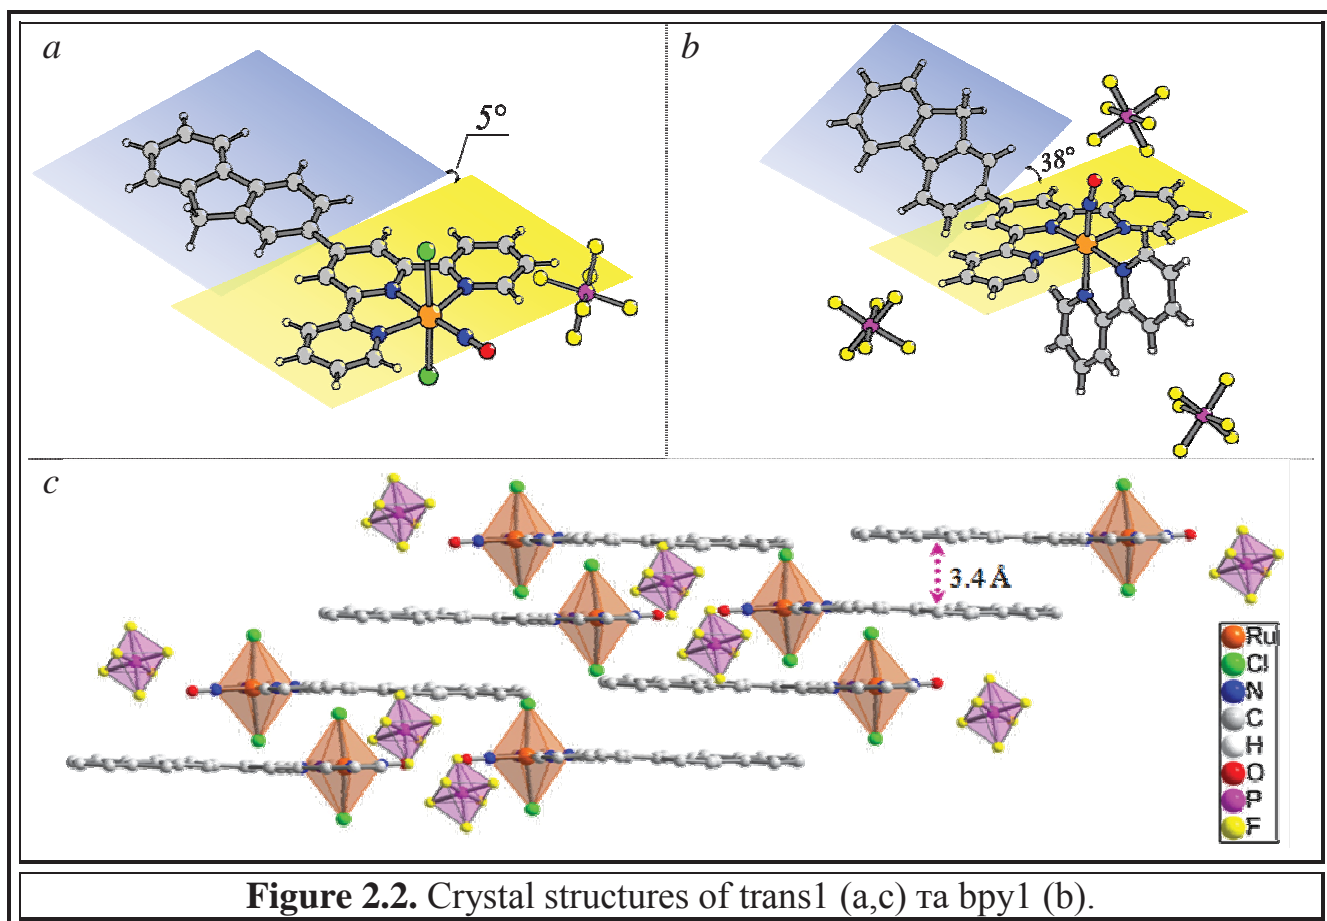 a
5°
b
38°
c
3.4 Å
Ru
Cl
N
C
H
O
P
F
Figure 2.2. Crystal structures of trans1 (a,c) та bpy1 (b).